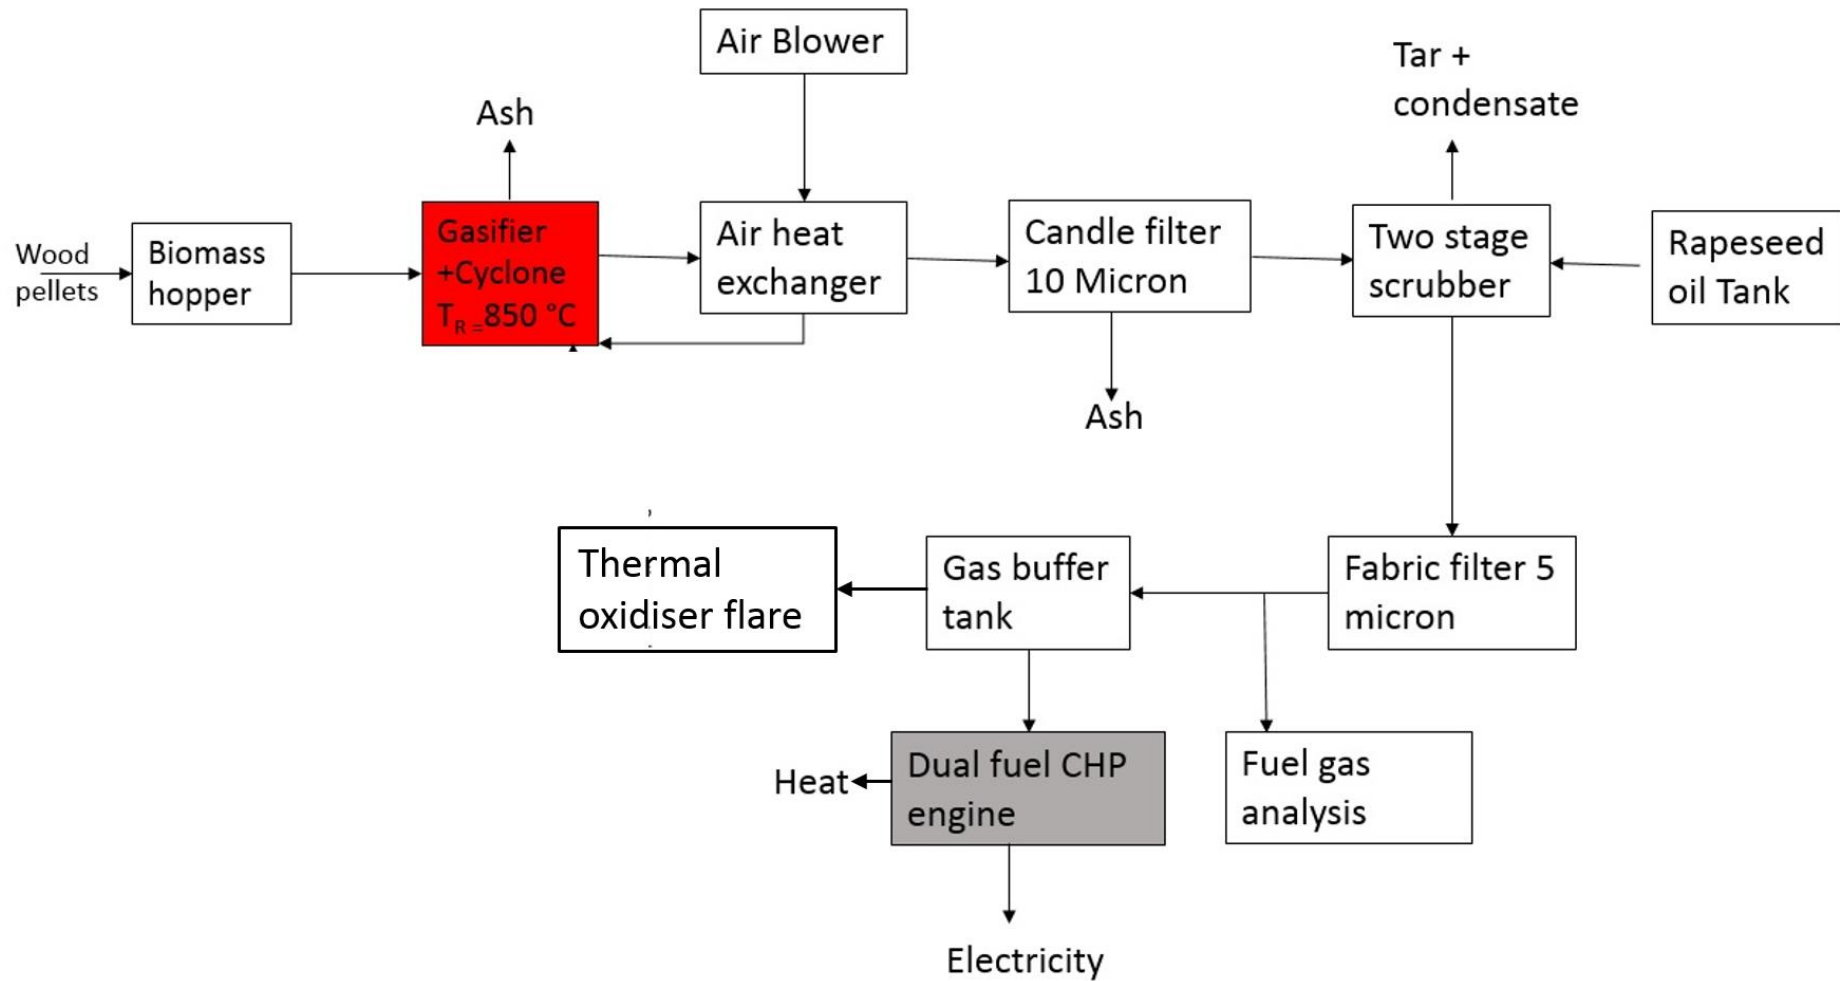 Air Blower
Tar +
condensate
Ash
Wood
pellets
Biomass
hopper
Gasifier
+Cyclone
TR =850 °C
Air heat
exchanger
Candle filter
10 Micron
Two stage
scrubber
Rapeseed
oil Tank
Ash
Thermal
oxidiser flare
Gas buffer
tank
Fabric filter 5
micron
Heat
Dual fuel CHP
engine
Fuel gas
analysis
Electricity